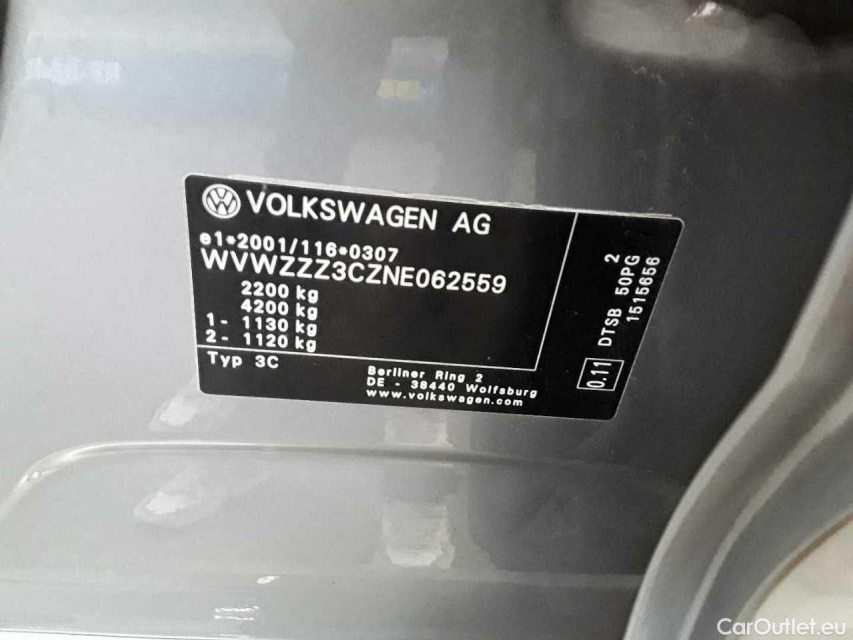 VOLKSWAGEN AG
e1*2001/116*0307
WVWZZZ3CZNE062559
2200 kg
4200 kg
1- 1130 kg
2- 1120 kg
Typ 3C
Berliner Ring 2
DE - 38440 Wolfsburg
www.volkswagen.com
0.11
DTSB 50PG 2
1515656
CarOutlet.eu